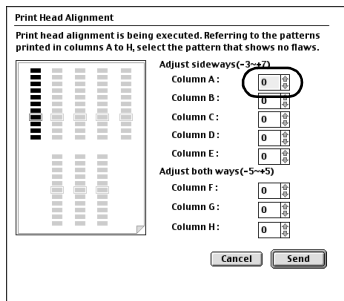 Print Head Alignment
Print head alignment is being executed. Referring to the patterns
printed in columns A to H, select the pattern that shows no flaws.
Adjust sideways(-3~+7)
Column A : 0
Column B : 0
Column C : 0
Column D : 0
Column E : 0
Adjust both ways(-5~+5)
Column F : 0
Column G : 0
Column H : 0
Cancel Send